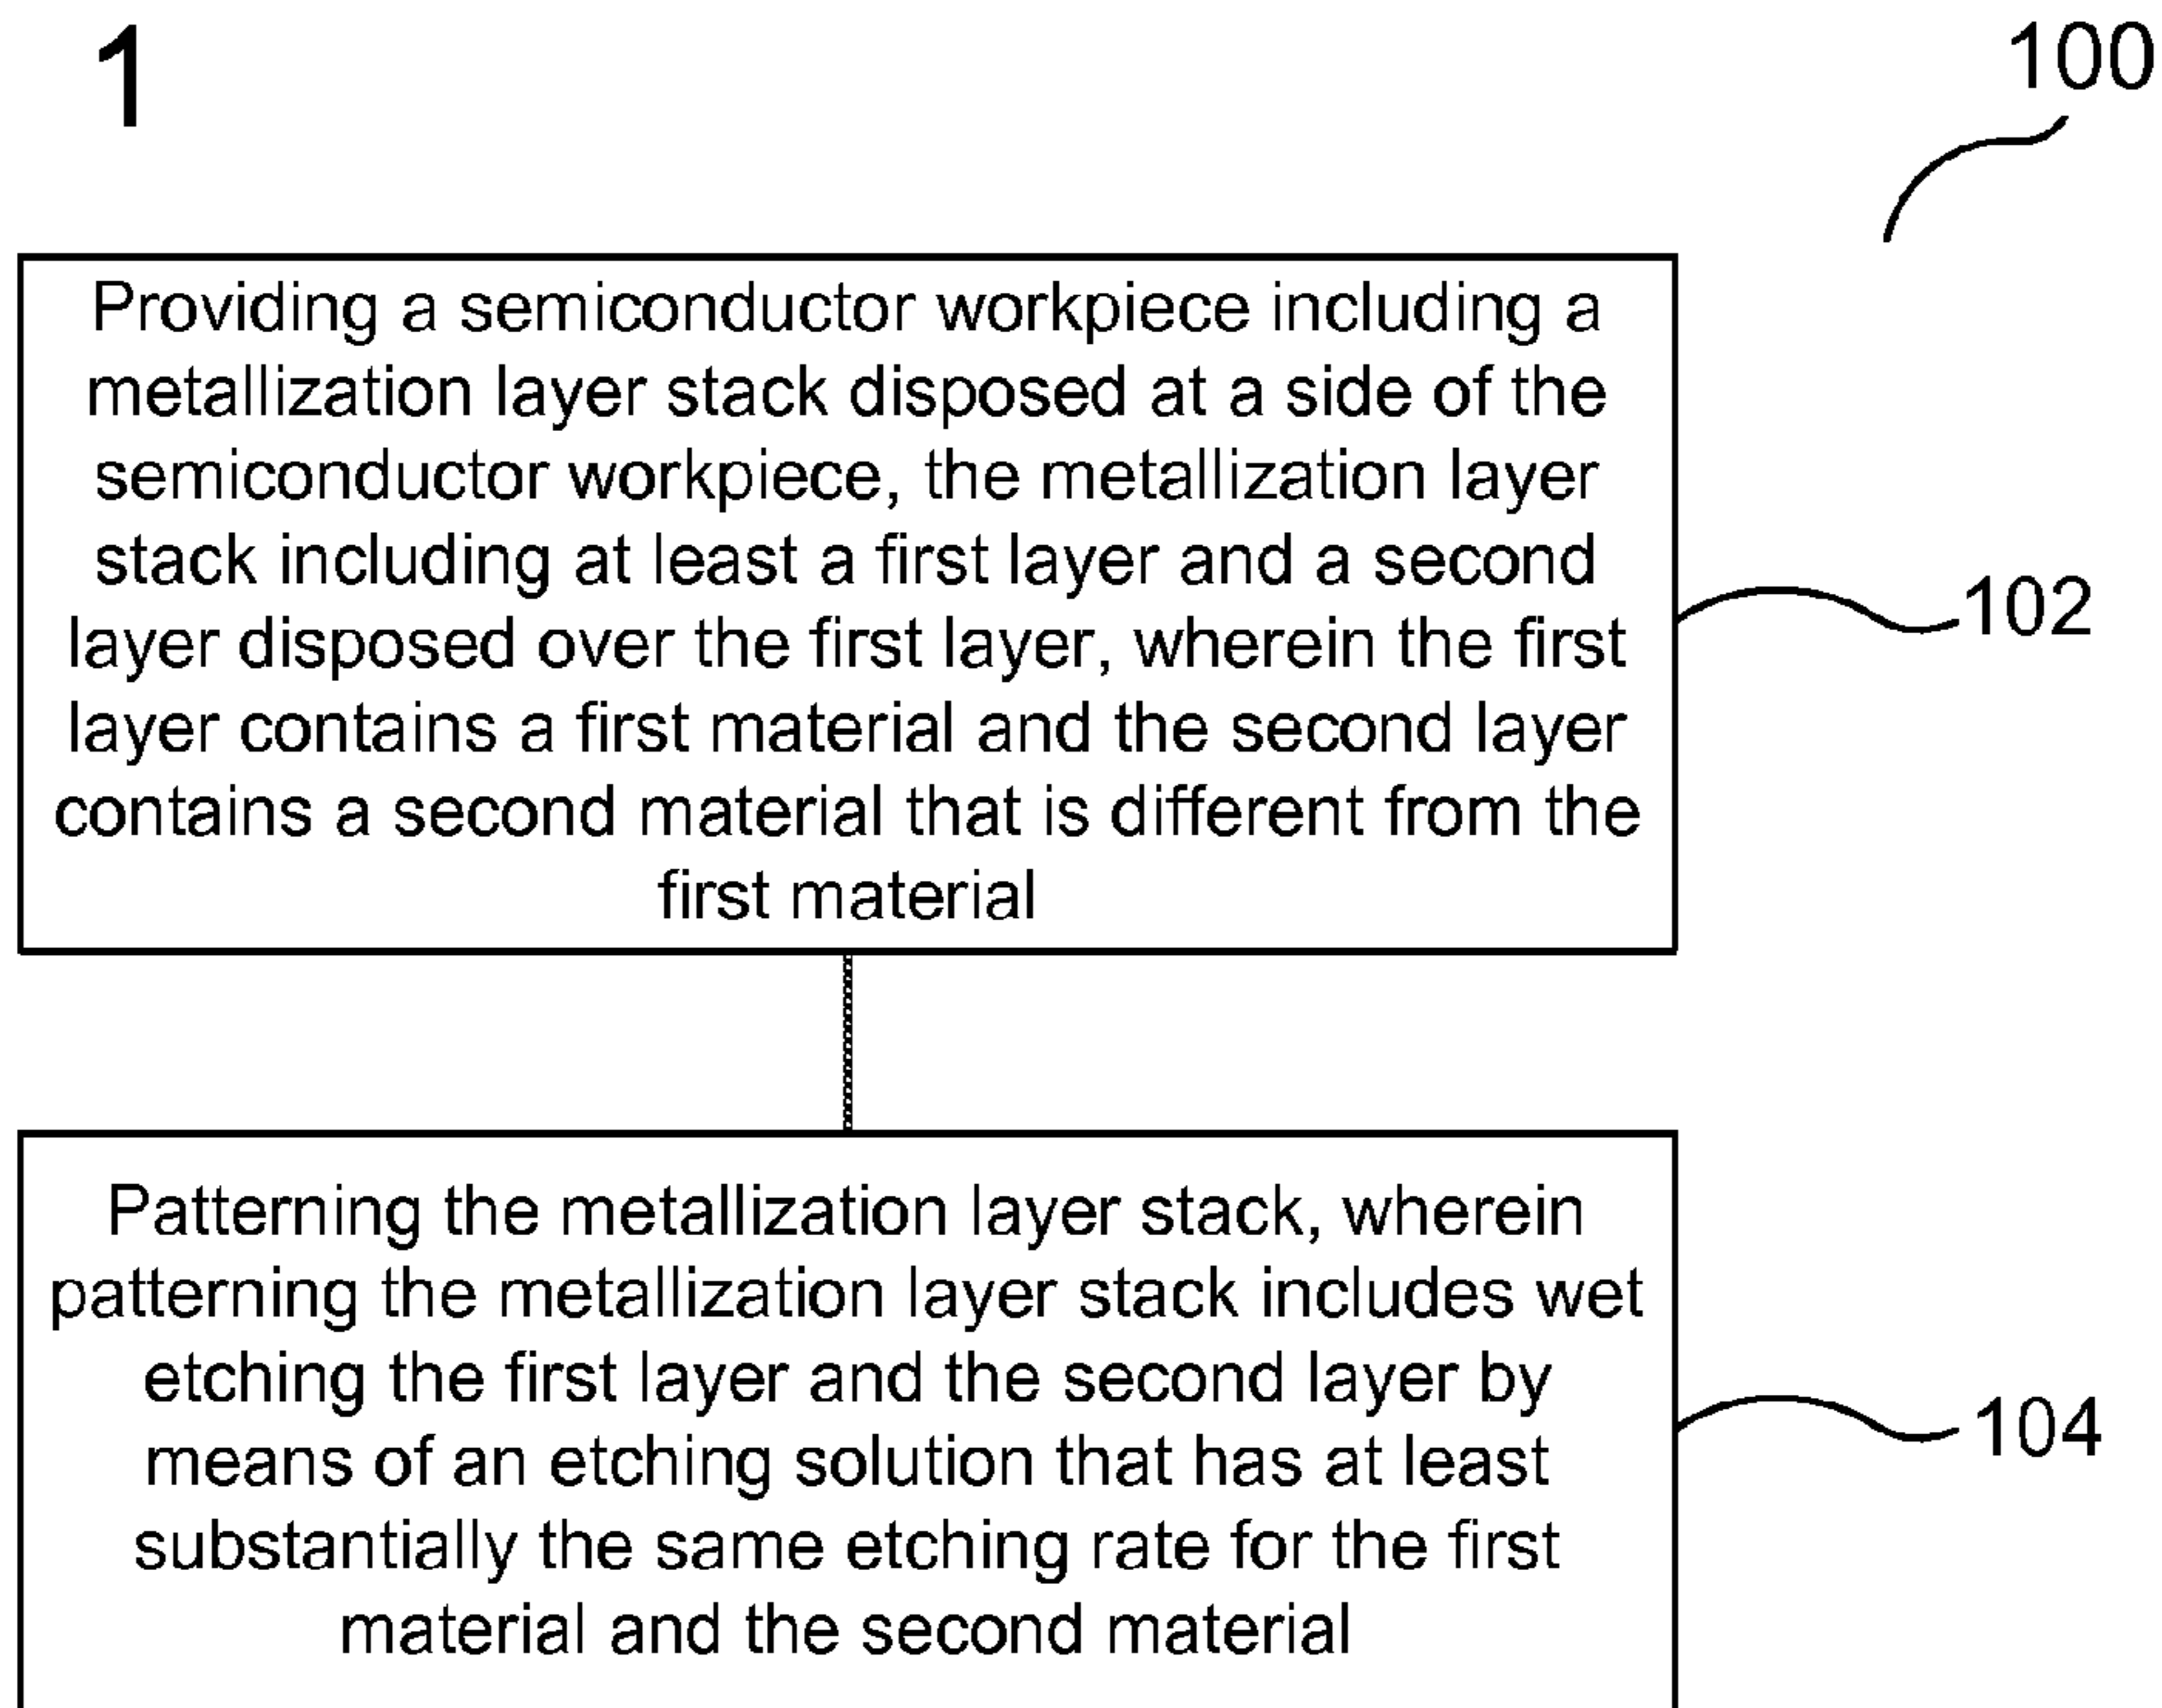 1
100
Providing a semiconductor workpiece including a
metallization layer stack disposed at a side of the
semiconductor workpiece, the metallization layer
stack including at least a first layer and a second
layer disposed over the first layer, wherein the first
layer contains a first material and the second layer
contains a second material that is different from the
first material
102
Patterning the metallization layer stack, wherein
patterning the metallization layer stack includes wet
etching the first layer and the second layer by
means of an etching solution that has at least
substantially the same etching rate for the first
material and the second material
104